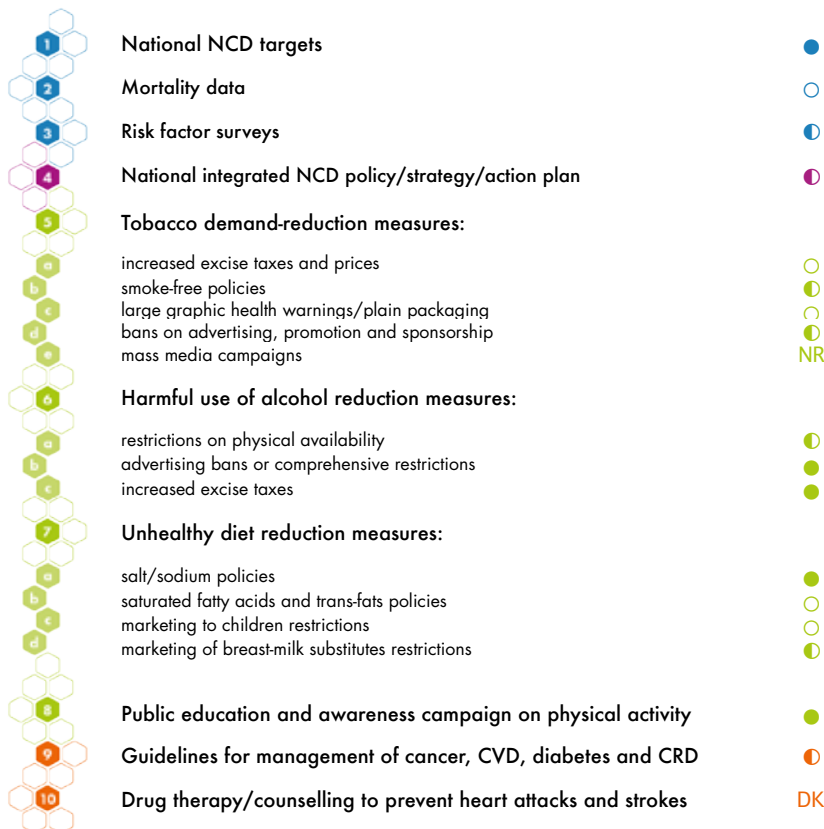 1 National NCD targets ●
2 Mortality data ○
3 Risk factor surveys ◐
4 National integrated NCD policy/strategy/action plan ◐
5 Tobacco demand-reduction measures:
a increased excise taxes and prices ○
b smoke-free policies ◐
c large graphic health warnings/plain packaging ○
d bans on advertising, promotion and sponsorship ◐
e mass media campaigns NR
6 Harmful use of alcohol reduction measures:
a restrictions on physical availability ◐
b advertising bans or comprehensive restrictions ●
c increased excise taxes ●
7 Unhealthy diet reduction measures:
a salt/sodium policies ●
b saturated fatty acids and trans-fats policies ○
c marketing to children restrictions ○
d marketing of breast-milk substitutes restrictions ◐
8 Public education and awareness campaign on physical activity ●
9 Guidelines for management of cancer, CVD, diabetes and CRD ◐
10 Drug therapy/counselling to prevent heart attacks and strokes DK